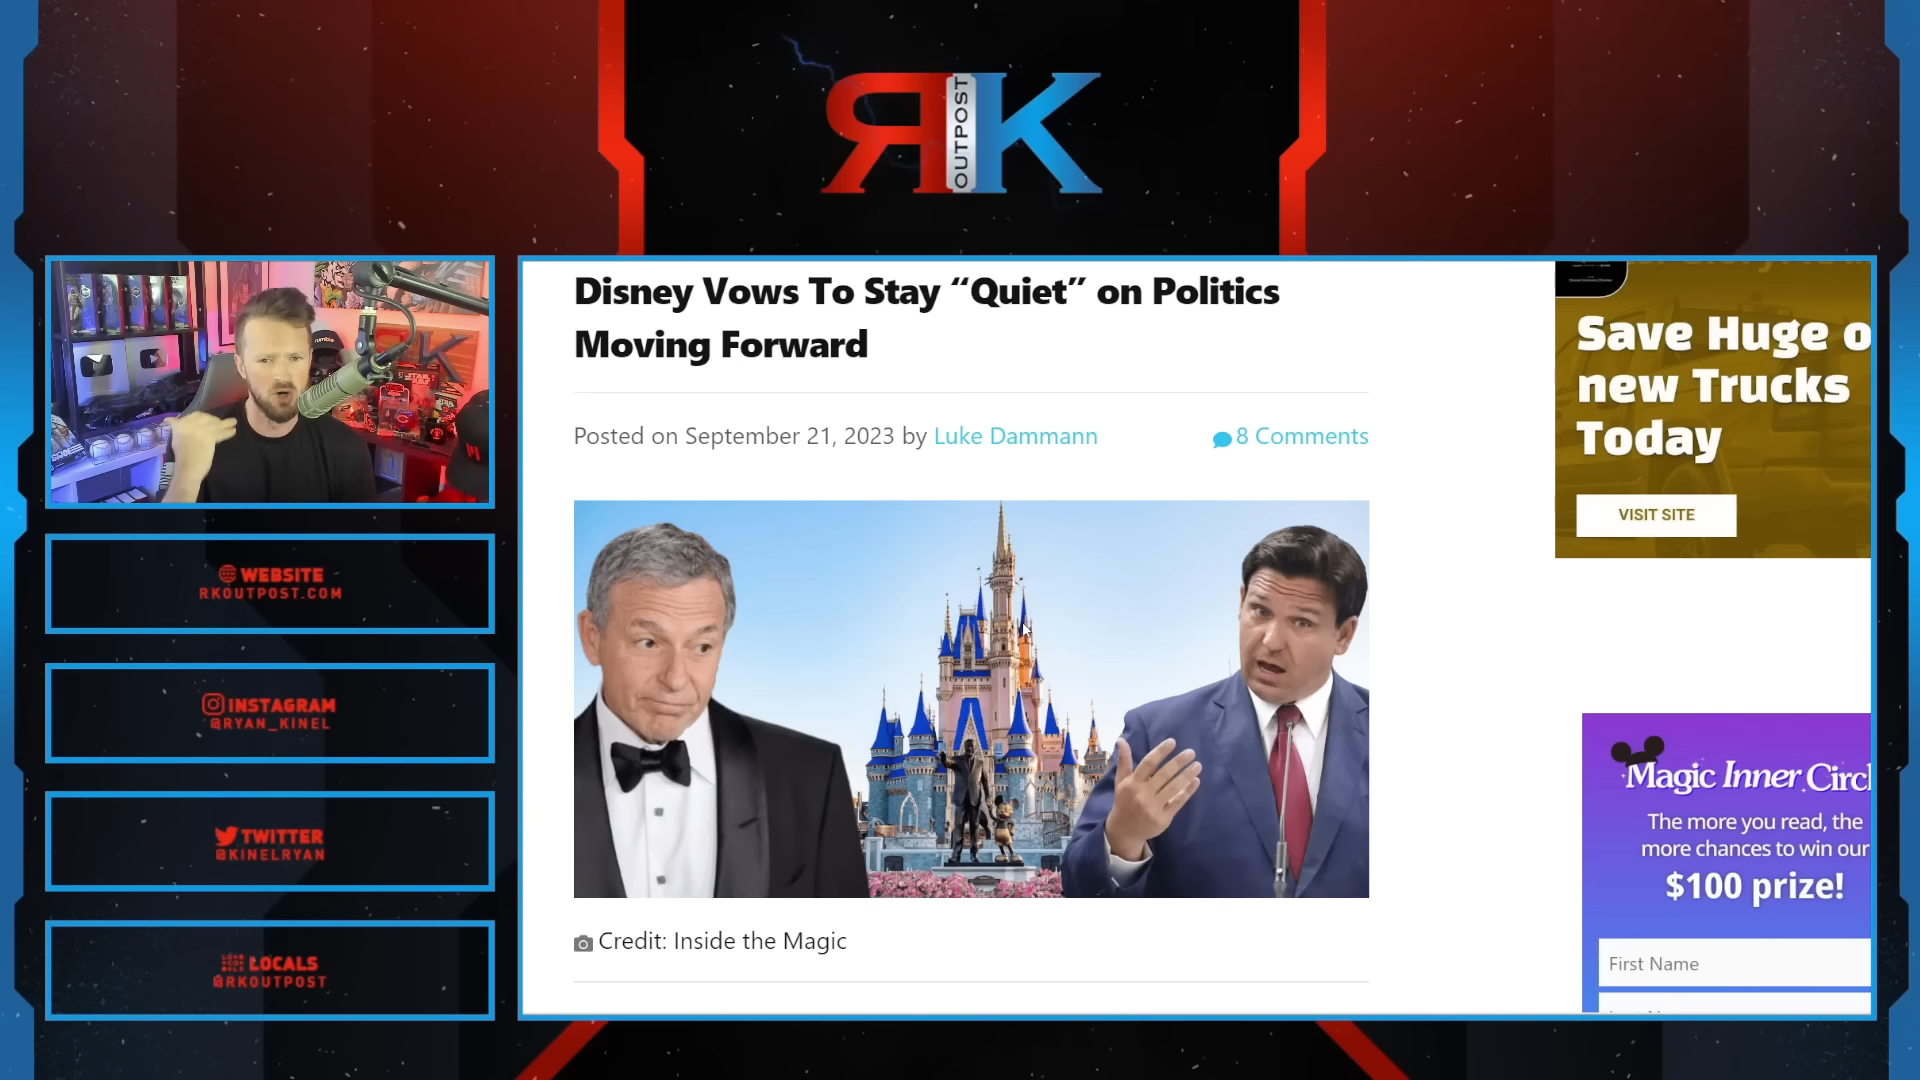 RK
OUTPOST
WEBSITE
RKOUTPOST.COM
INSTAGRAM
@RYAN_KINEL
TWITTER
@KINELRYAN
LOCALS
@RKOUTPOST
Disney Vows To Stay “Quiet” on Politics
Moving Forward
Posted on September 21, 2023 by Luke Dammann
8 Comments
Credit: Inside the Magic
Save Huge o
new Trucks
Today
VISIT SITE
Magic Inner Circl
The more you read, the
more chances to win our
$100 prize!
First Name